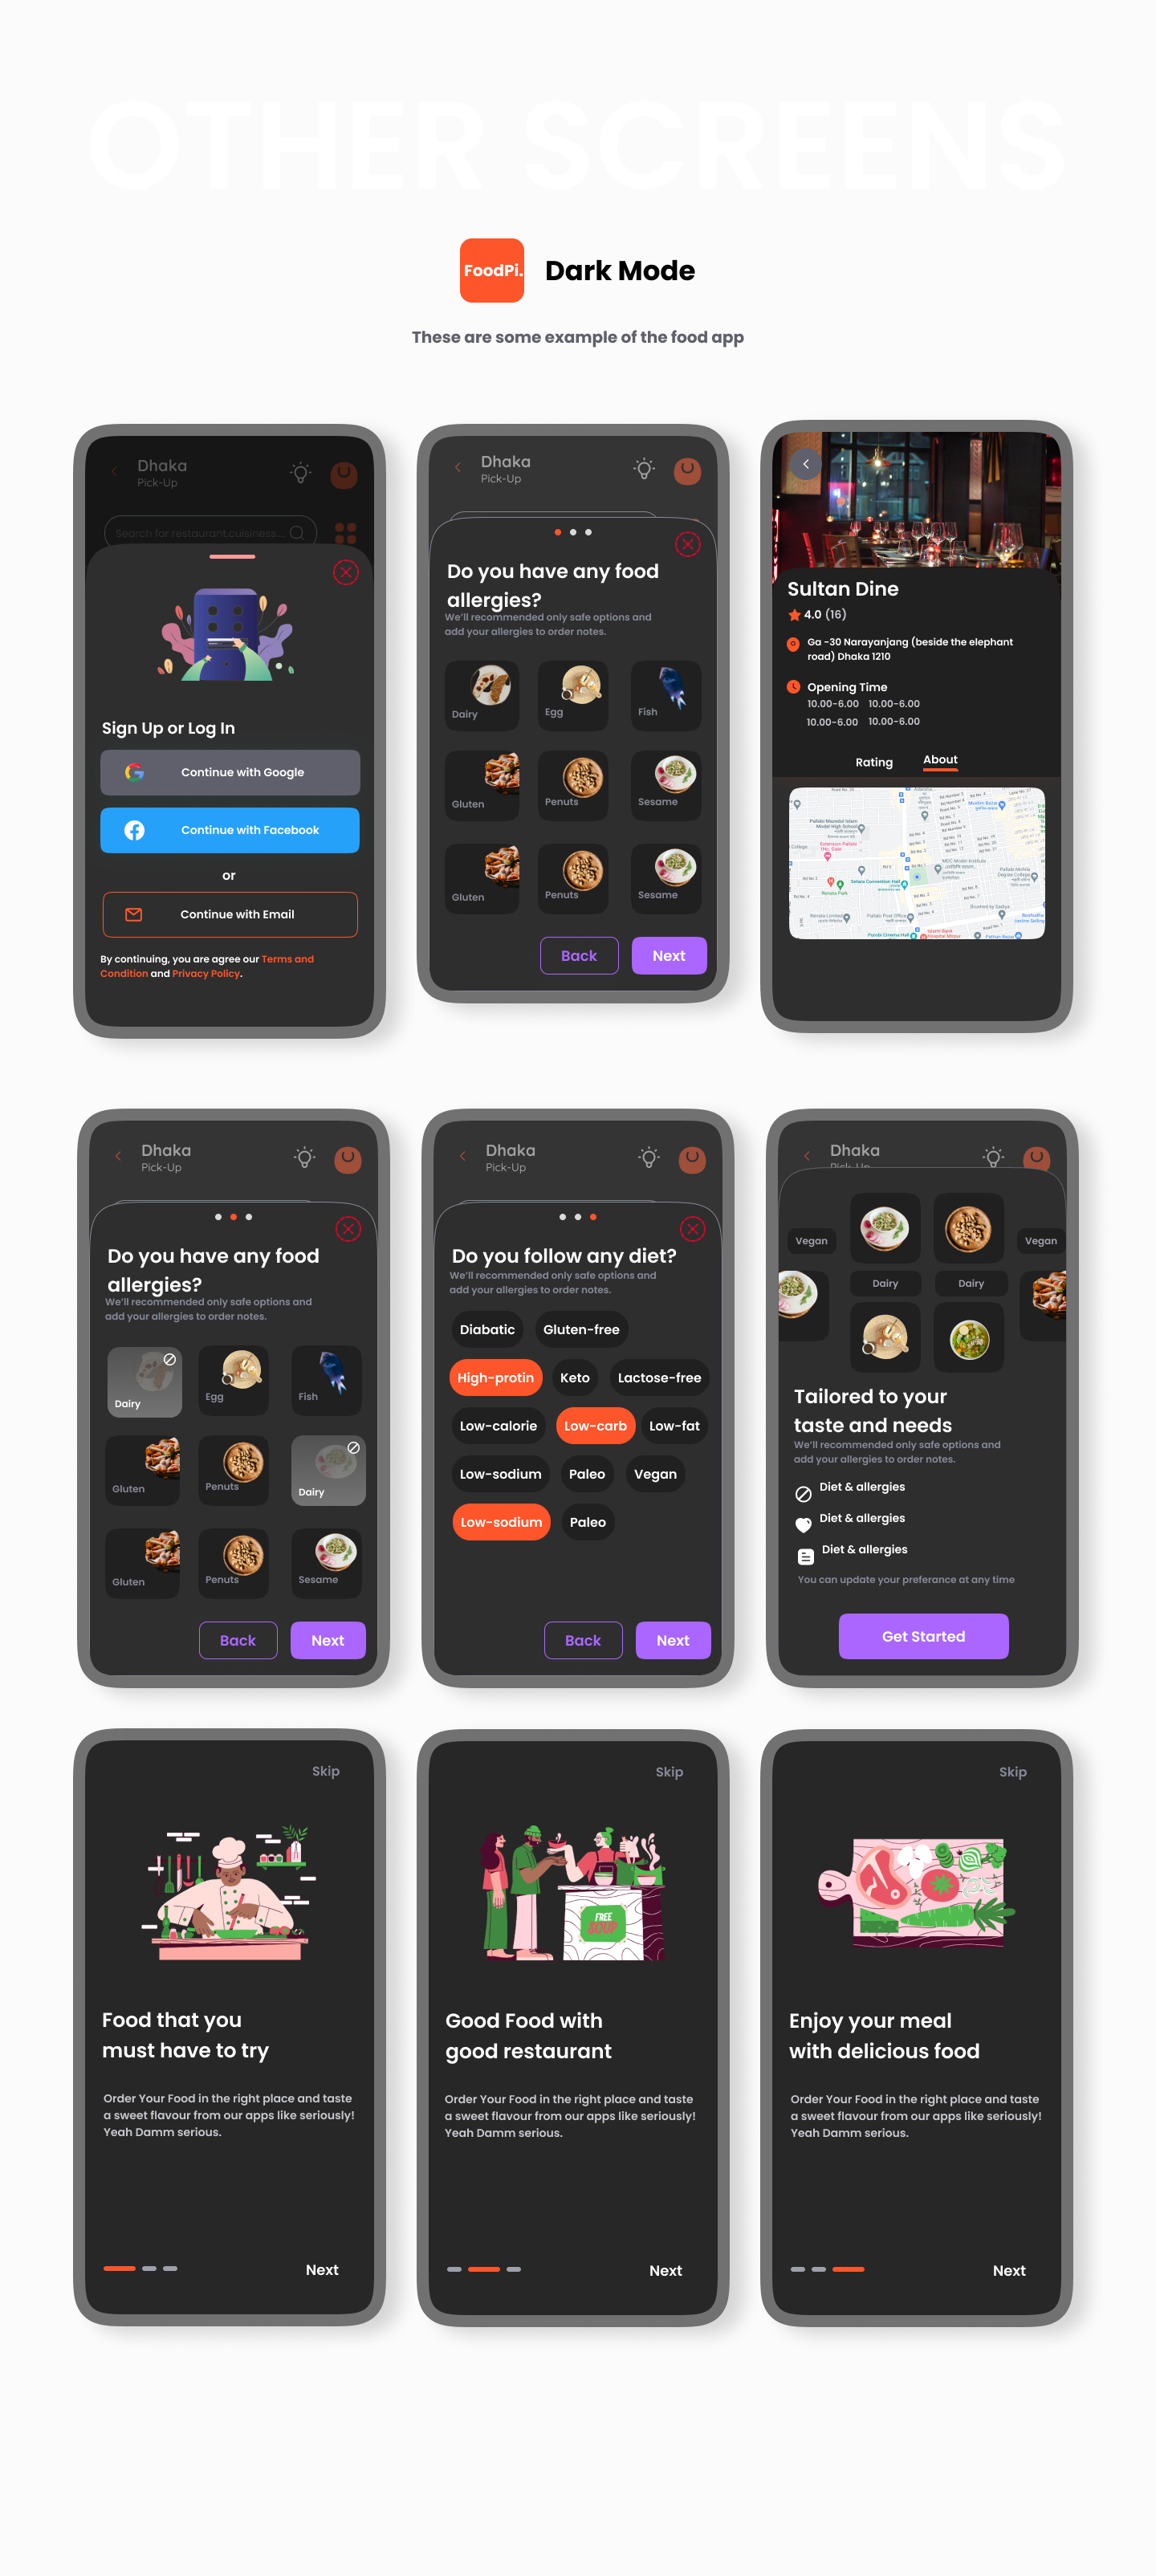 OTHER SCREENS
FoodPi.
Dark Mode
These are some example of the food app
Dhaka
Pick-Up
Search for restaurant,cuisiness...
Sign Up or Log In
Continue with Google
Continue with Facebook
or
Continue with Email
By continuing, you are agree our Terms and
Condition and Privacy Policy.
Dhaka
Pick-Up
Do you have any food
allergies?
We'll recommended only safe options and
add your allergies to order notes.
Dairy
Egg
Fish
Gluten
Penuts
Sesame
Gluten
Penuts
Sesame
Back
Next
Sultan Dine
4.0 (16)
Ga -30 Narayanjang (beside the elephant
road) Dhaka 1210
Opening Time
10.00-6.00 10.00-6.00
10.00-6.00 10.00-6.00
Rating
About
Dhaka
Pick-Up
Do you have any food
allergies?
We'll recommended only safe options and
add your allergies to order notes.
Dairy
Egg
Fish
Gluten
Penuts
Dairy
Gluten
Penuts
Sesame
Back
Next
Dhaka
Pick-Up
Do you follow any diet?
We'll recommended only safe options and
add your allergies to order notes.
Diabatic
Gluten-free
High-protin
Keto
Lactose-free
Low-calorie
Low-carb
Low-fat
Low-sodium
Paleo
Vegan
Low-sodium
Paleo
Back
Next
Dhaka
Pick-Up
Vegan
Vegan
Dairy
Dairy
Tailored to your
taste and needs
We'll recommended only safe options and
add your allergies to order notes.
Diet & allergies
Diet & allergies
Diet & allergies
You can update your preferance at any time
Get Started
Skip
Food that you
must have to try
Order Your Food in the right place and taste
a sweet flavour from our apps like seriously!
Yeah Damm serious.
Next
Skip
FREE
SOUP
Good Food with
good restaurant
Order Your Food in the right place and taste
a sweet flavour from our apps like seriously!
Yeah Damm serious.
Next
Skip
Enjoy your meal
with delicious food
Order Your Food in the right place and taste
a sweet flavour from our apps like seriously!
Yeah Damm serious.
Next